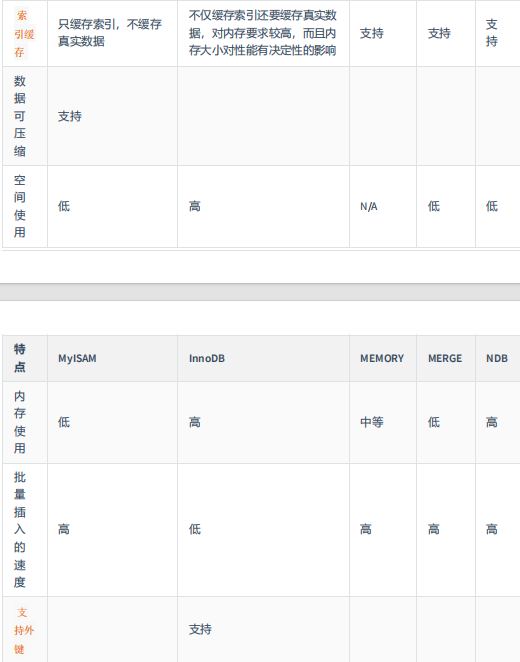 索引缓存 只缓存索引，不缓存真实数据 不仅缓存索引还要缓存真实数据，对内存要求较高，而且内存大小对性能有决定性的影响 支持 支持 支持
数据可压缩 支持
空间使用 低 高 N/A 低 低
特点 MyISAM InnoDB MEMORY MERGE NDB
内存使用 低 高 中等 低 高
批量插入的速度 高 低 高 高 高
支持外键 支持